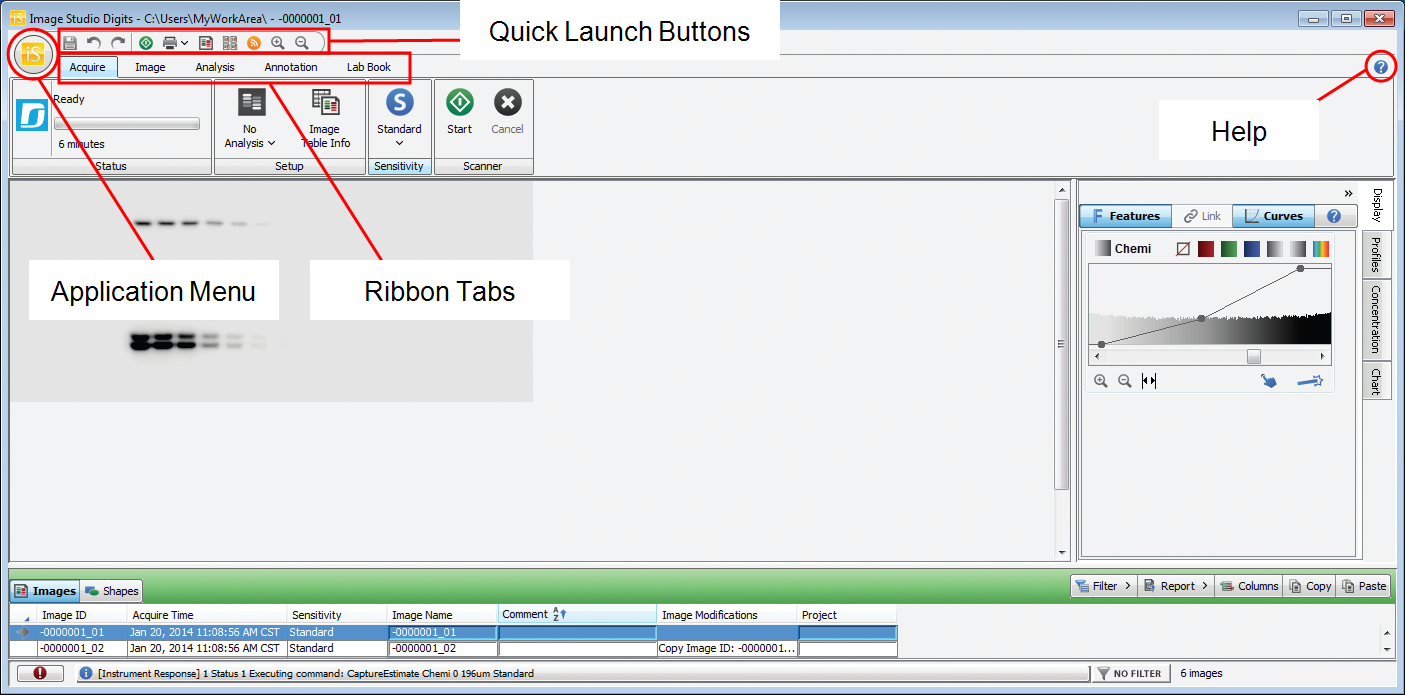 Image Studio Digits - C:\Users\MyWorkArea\ - -0000001_01
Quick Launch Buttons
iS
Acquire Image Analysis Annotation Lab Book
?
Ready
6 minutes
Status
No Analysis
Image Table Info
Setup
S
Standard
Sensitivity
Start Cancel
Scanner
Help
Application Menu
Ribbon Tabs
»
F Features Link Curves ?
Chemi
Display
Profiles
Concentration
Chart
Images Shapes
Filter > Report > Columns Copy Paste
Image ID Acquire Time Sensitivity Image Name Comment A Z Image Modifications Project
-0000001_01 Jan 20, 2014 11:08:56 AM CST Standard -0000001_01
-0000001_02 Jan 20, 2014 11:08:56 AM CST Standard -0000001_02 Copy Image ID: -0000001...
! i [Instrument Response] 1 Status 1 Executing command: CaptureEstimate Chemi 0 196um Standard NO FILTER 6 images